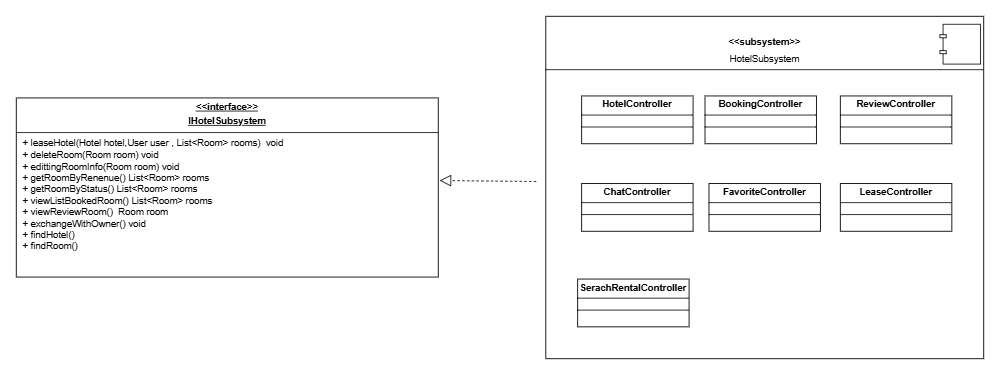 <<interface>>
IHotelSubsystem
+ leaseHotel(Hotel hotel,User user , List<Room> rooms)  void
+ deleteRoom(Room room) void
+ edittingRoomInfo(Room room) void
+ getRoomByRenenue() List<Room> rooms
+ getRoomByStatus() List<Room> rooms
+ viewListBookedRoom() List<Room> rooms
+ viewReviewRoom()  Room room
+ exchangeWithOwner() void
+ findHotel()
+ findRoom()
<<subsystem>>
HotelSubsystem
HotelController
BookingController
ReviewController
ChatController
FavoriteController
LeaseController
SerachRentalController